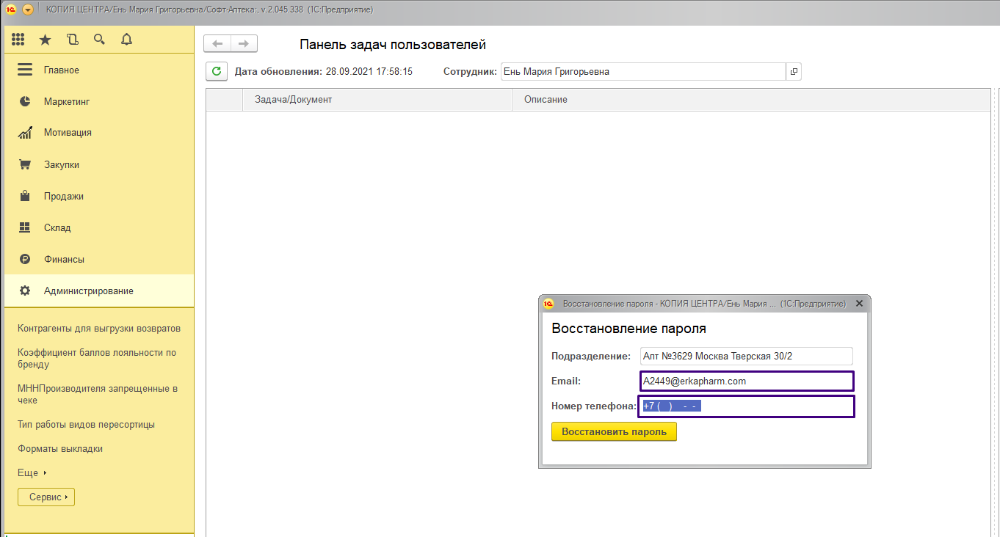 КОПИЯ ЦЕНТРА/Ень Мария Григорьевна/Софт-Аптека:, v.2.045.338 (1С:Предприятие)
Панель задач пользователей
Главное
Дата обновления: 28.09.2021 17:58:15 Сотрудник: Ень Мария Григорьевна
Задача/Документ Описание
Маркетинг
Мотивация
Закупки
Продажи
Склад
Финансы
Администрирование
Контрагенты для выгрузки возвратов
Коэффициент баллов лояльности по
бренду
МННПроизводителя запрещенные в
чеке
Тип работы видов пересортицы
Форматы выкладки
Еще
Сервис
Восстановление пароля - КОПИЯ ЦЕНТРА/Ень Мария ... (1С:Предприятие)
Восстановление пароля
Подразделение: Апт №3629 Москва Тверская 30/2
Email: A2449@erkapharm.com
Номер телефона: +7 ( ) - -
Восстановить пароль